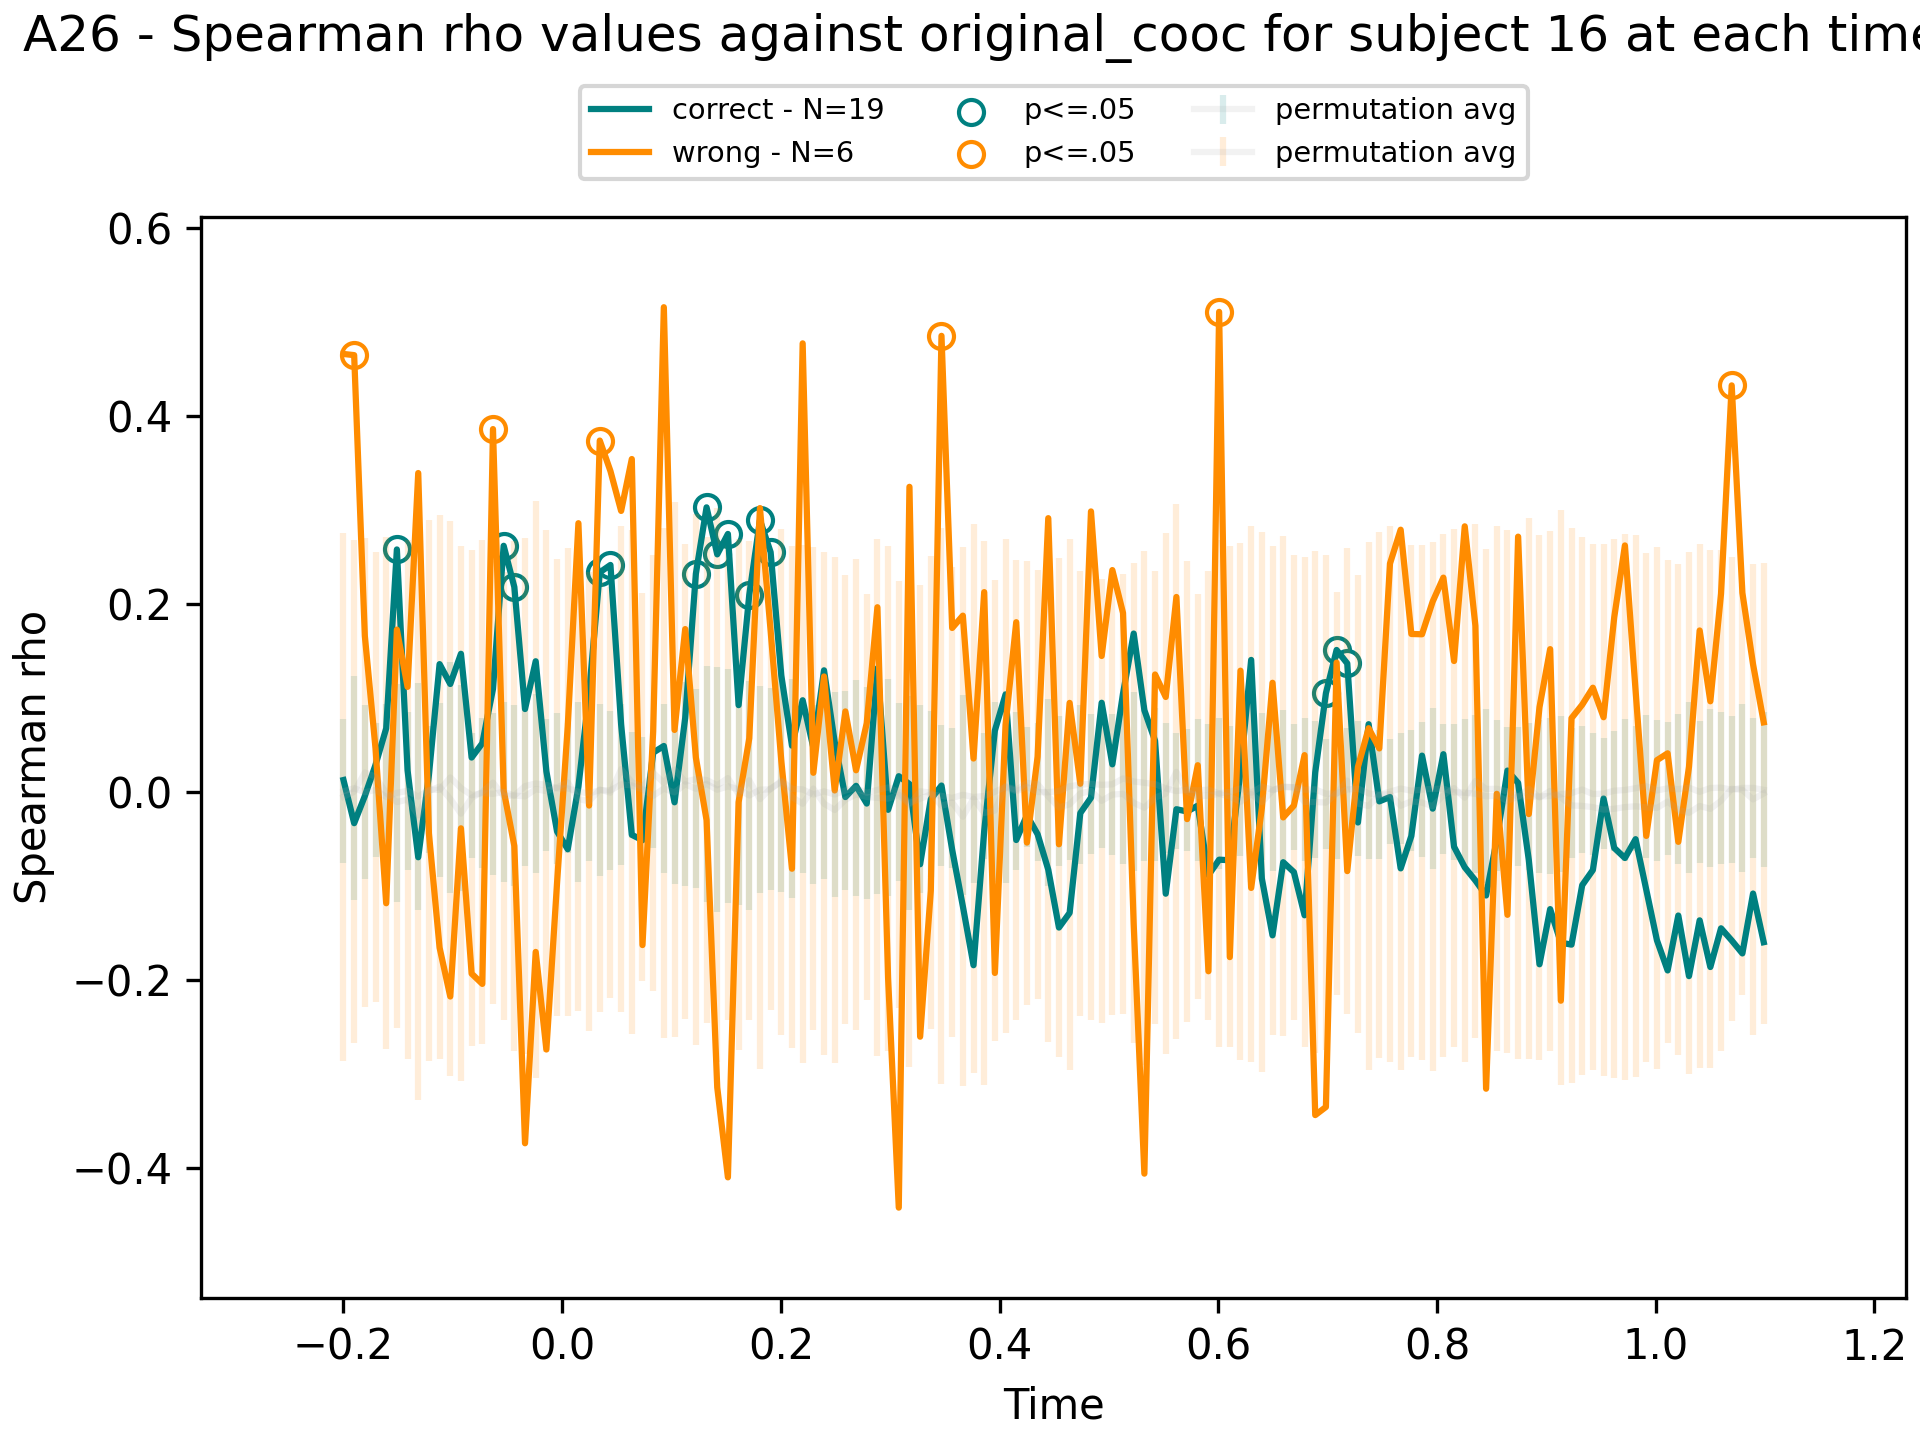 A26 - Spearman rho values against original_cooc for subject 16 at each time
correct - N=19
wrong - N=6
p<=.05
p<=.05
permutation avg
permutation avg
Spearman rho
0.6
0.4
0.2
0.0
−0.2
−0.4
−0.2 0.0 0.2 0.4 0.6 0.8 1.0 1.2
Time